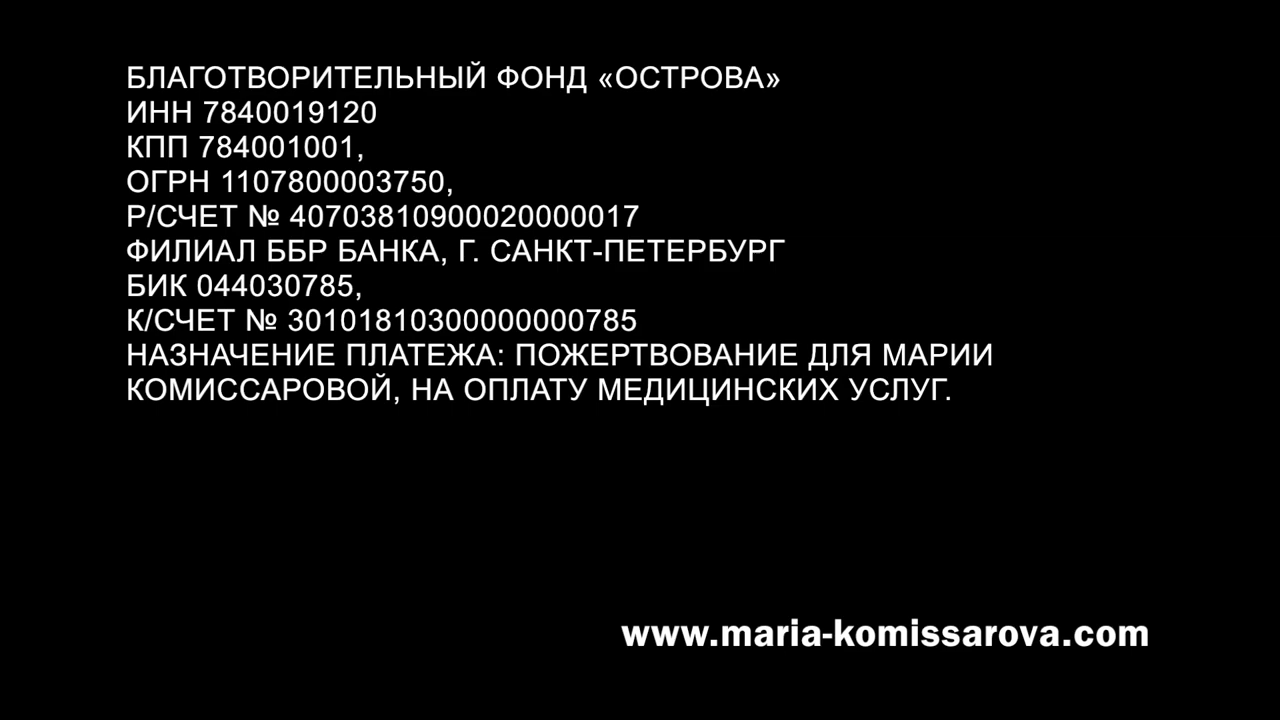 БЛАГОТВОРИТЕЛЬНЫЙ ФОНД «ОСТРОВА»
ИНН 7840019120
КПП 784001001,
ОГРН 1107800003750,
Р/СЧЕТ № 40703810900020000017
ФИЛИАЛ ББР БАНКА, Г. САНКТ-ПЕТЕРБУРГ
БИК 044030785,
К/СЧЕТ № 30101810300000000785
НАЗНАЧЕНИЕ ПЛАТЕЖА: ПОЖЕРТВОВАНИЕ ДЛЯ МАРИИ
КОМИССАРОВОЙ, НА ОПЛАТУ МЕДИЦИНСКИХ УСЛУГ.
www.maria-komissarova.com